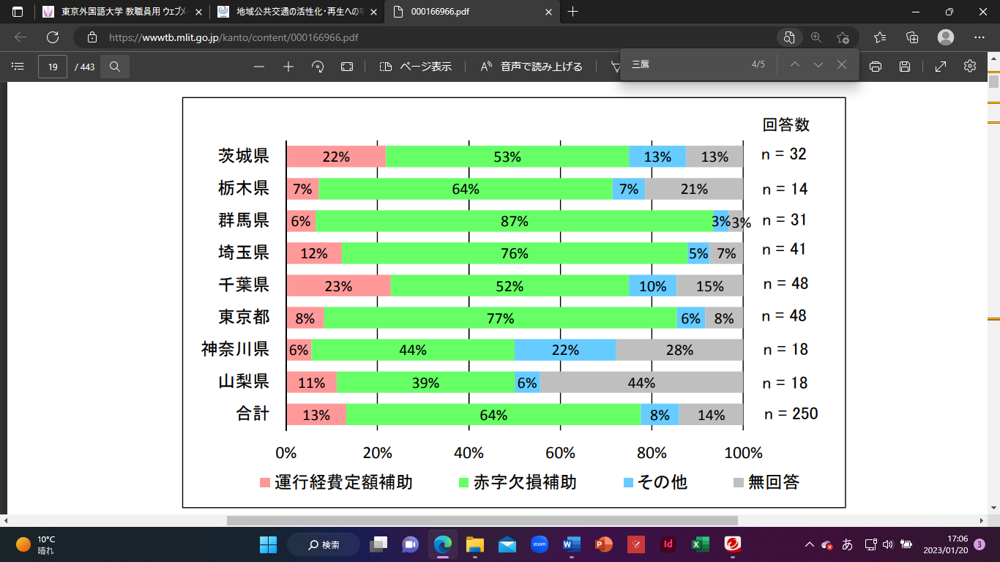 東京外国語大学 教職員用 ウェブメ
地域公共交通の活性化・再生への
000166966.pdf
https://wwwtb.mlit.go.jp/kanto/content/000166966.pdf
19 / 443
ページ表示
音声で読み上げる
三鷹 4/5
回答数
茨城県 22% 53% 13% 13% n = 32
栃木県 7% 64% 7% 21% n = 14
群馬県 6% 87% 3% 3% n = 31
埼玉県 12% 76% 5% 7% n = 41
千葉県 23% 52% 10% 15% n = 48
東京都 8% 77% 6% 8% n = 48
神奈川県 6% 44% 22% 28% n = 18
山梨県 11% 39% 6% 44% n = 18
合計 13% 64% 8% 14% n = 250
0% 20% 40% 60% 80% 100%
運行経費定額補助 赤字欠損補助 その他 無回答
10°C
晴れ
検索
zoom
W
P
Id
X
あ
17:06
2023/01/20
3